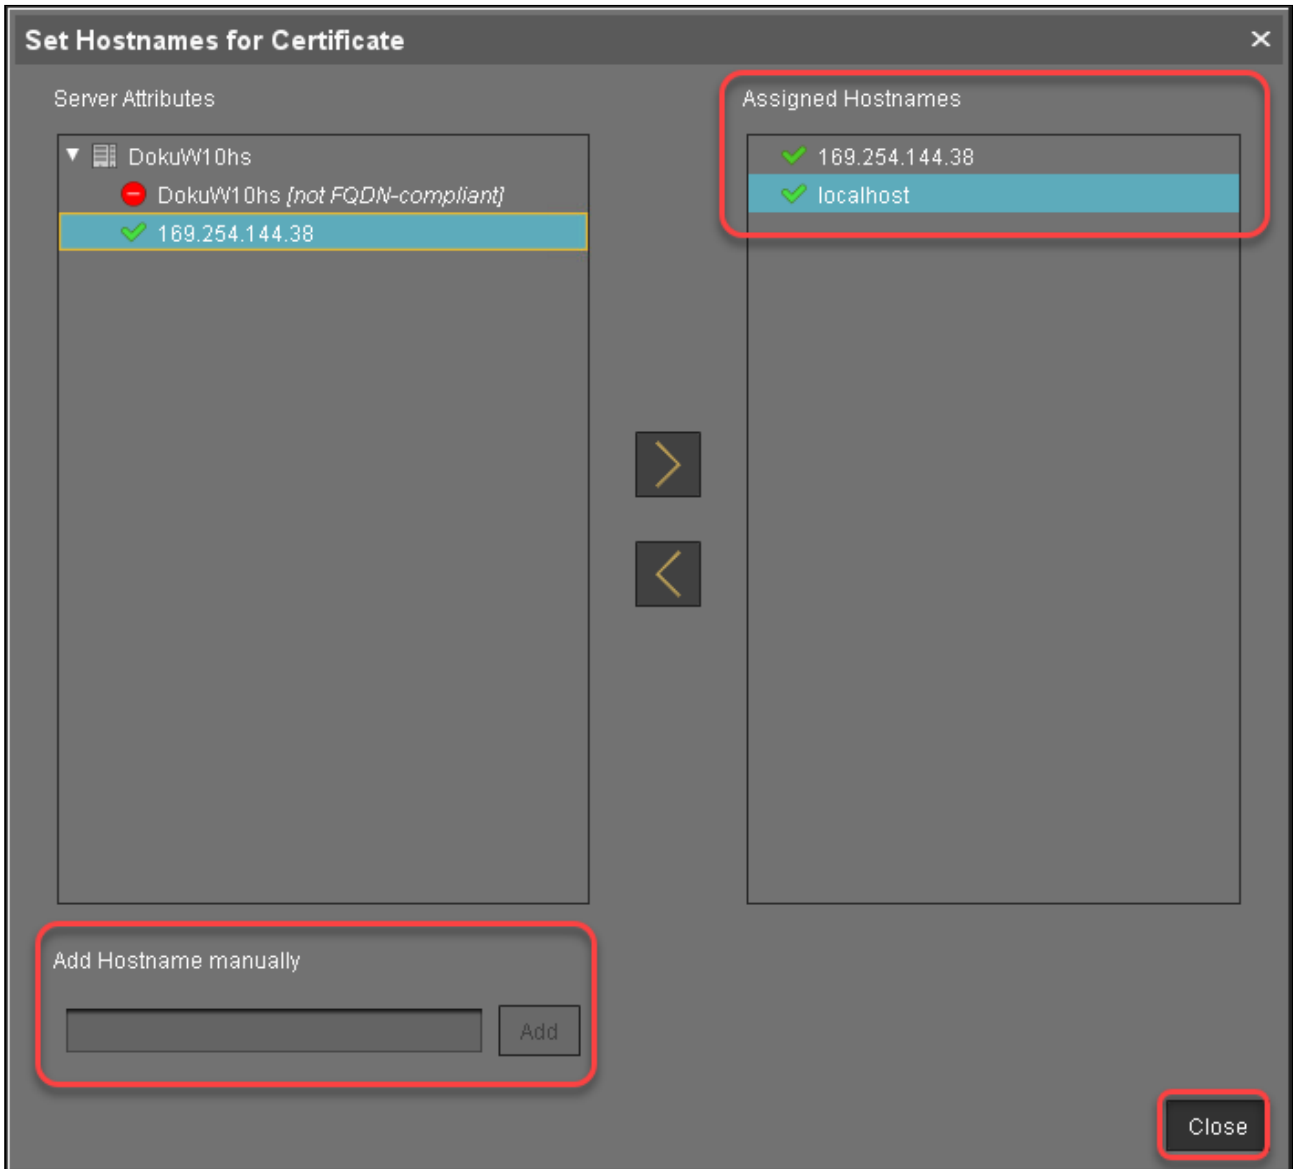 Set Hostnames for Certificate
Server Attributes
DokuW10hs
DokuW10hs [not FQDN-compliant]
169.254.144.38
Assigned Hostnames
169.254.144.38
localhost
Add Hostname manually
Add
Close